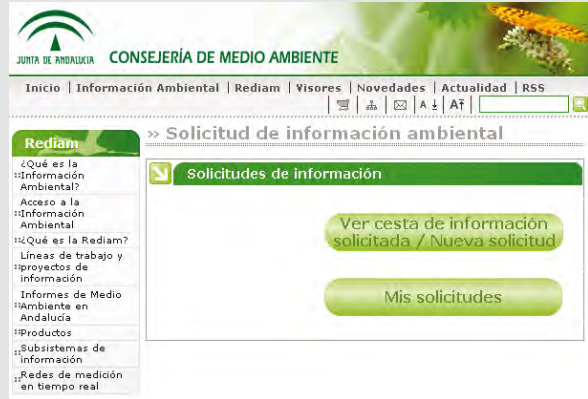 JUNTA DE ANDALUCIA
CONSEJERÍA DE MEDIO AMBIENTE
Inicio | Información Ambiental | Rediam | Visores | Novedades | Actualidad | RSS
A A
Rediam
¿Qué es la
Información
Ambiental?
Acceso a la
Información
Ambiental
¿Qué es la Rediam?
Líneas de trabajo y
proyectos de
información
Informes de Medio
Ambiente en
Andalucía
Productos
Subsistemas de
información
Redes de medición
en tiempo real
» Solicitud de información ambiental
Solicitudes de información
Ver cesta de información
solicitada / Nueva solicitud
Mis solicitudes